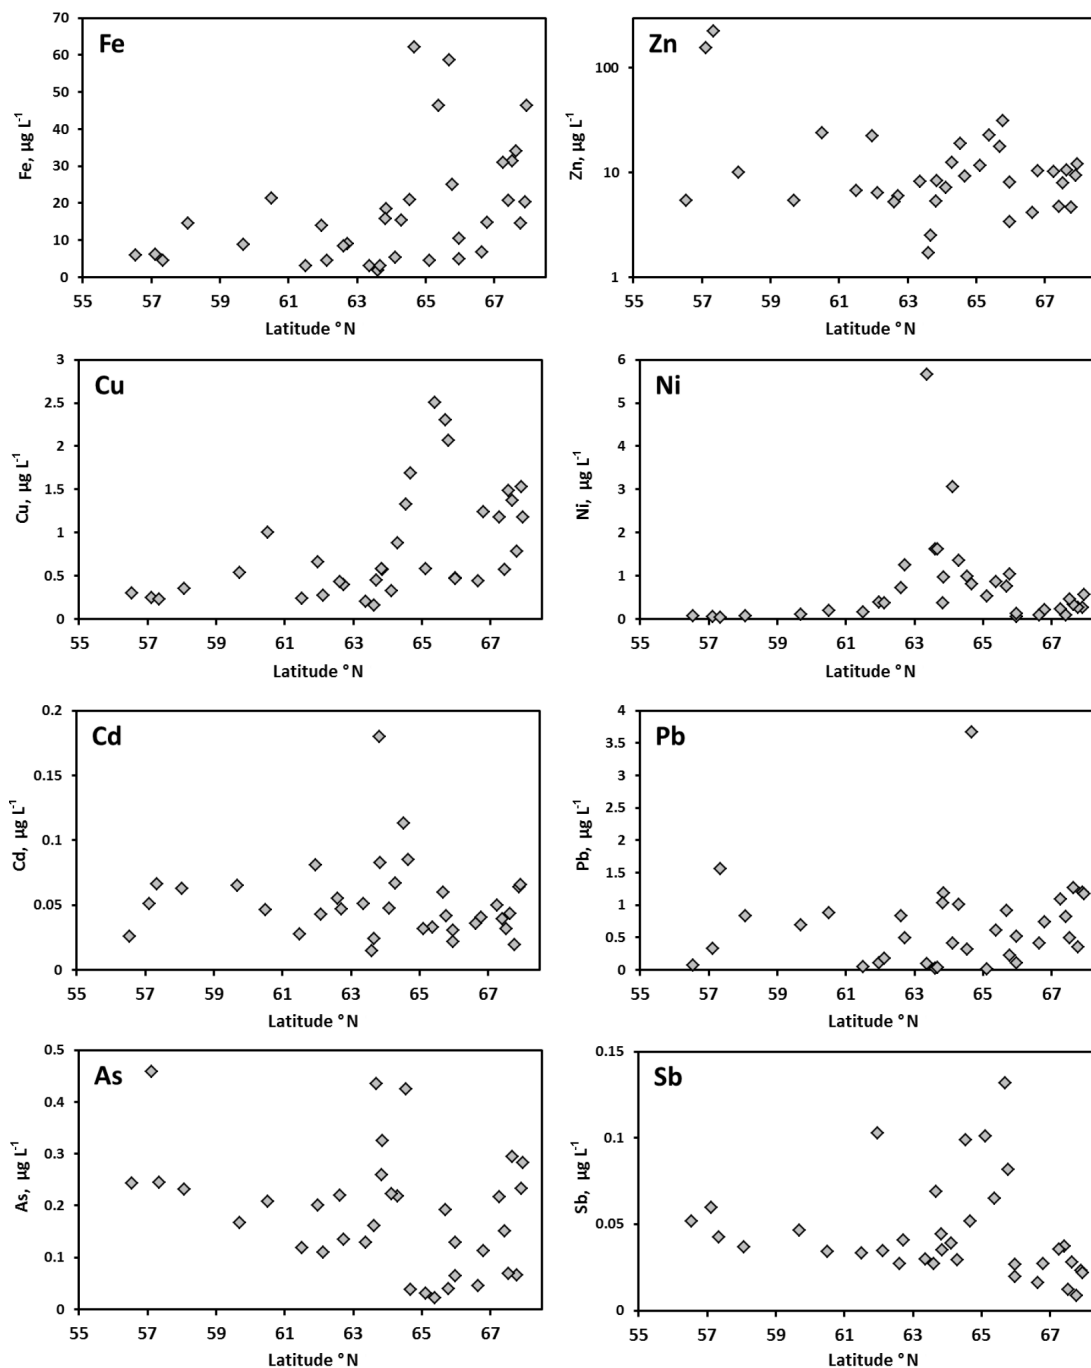 Fe
Fe, µg L-1
70
60
50
40
30
20
10
0
55 57 59 61 63 65 67
Latitude °N
Zn
Zn, µg L-1
100
10
1
55 57 59 61 63 65 67
Latitude °N
Cu
Cu, µg L-1
3
2.5
2
1.5
1
0.5
0
55 57 59 61 63 65 67
Latitude °N
Ni
Ni, µg L-1
6
5
4
3
2
1
0
55 57 59 61 63 65 67
Latitude °N
Cd
Cd, µg L-1
0.2
0.15
0.1
0.05
0
55 57 59 61 63 65 67
Latitude °N
Pb
Pb, µg L-1
4
3.5
3
2.5
2
1.5
1
0.5
0
55 57 59 61 63 65 67
Latitude °N
As
As, µg L-1
0.5
0.4
0.3
0.2
0.1
0
55 57 59 61 63 65 67
Latitude °N
Sb
Sb, µg L-1
0.15
0.1
0.05
0
55 57 59 61 63 65 67
Latitude °N